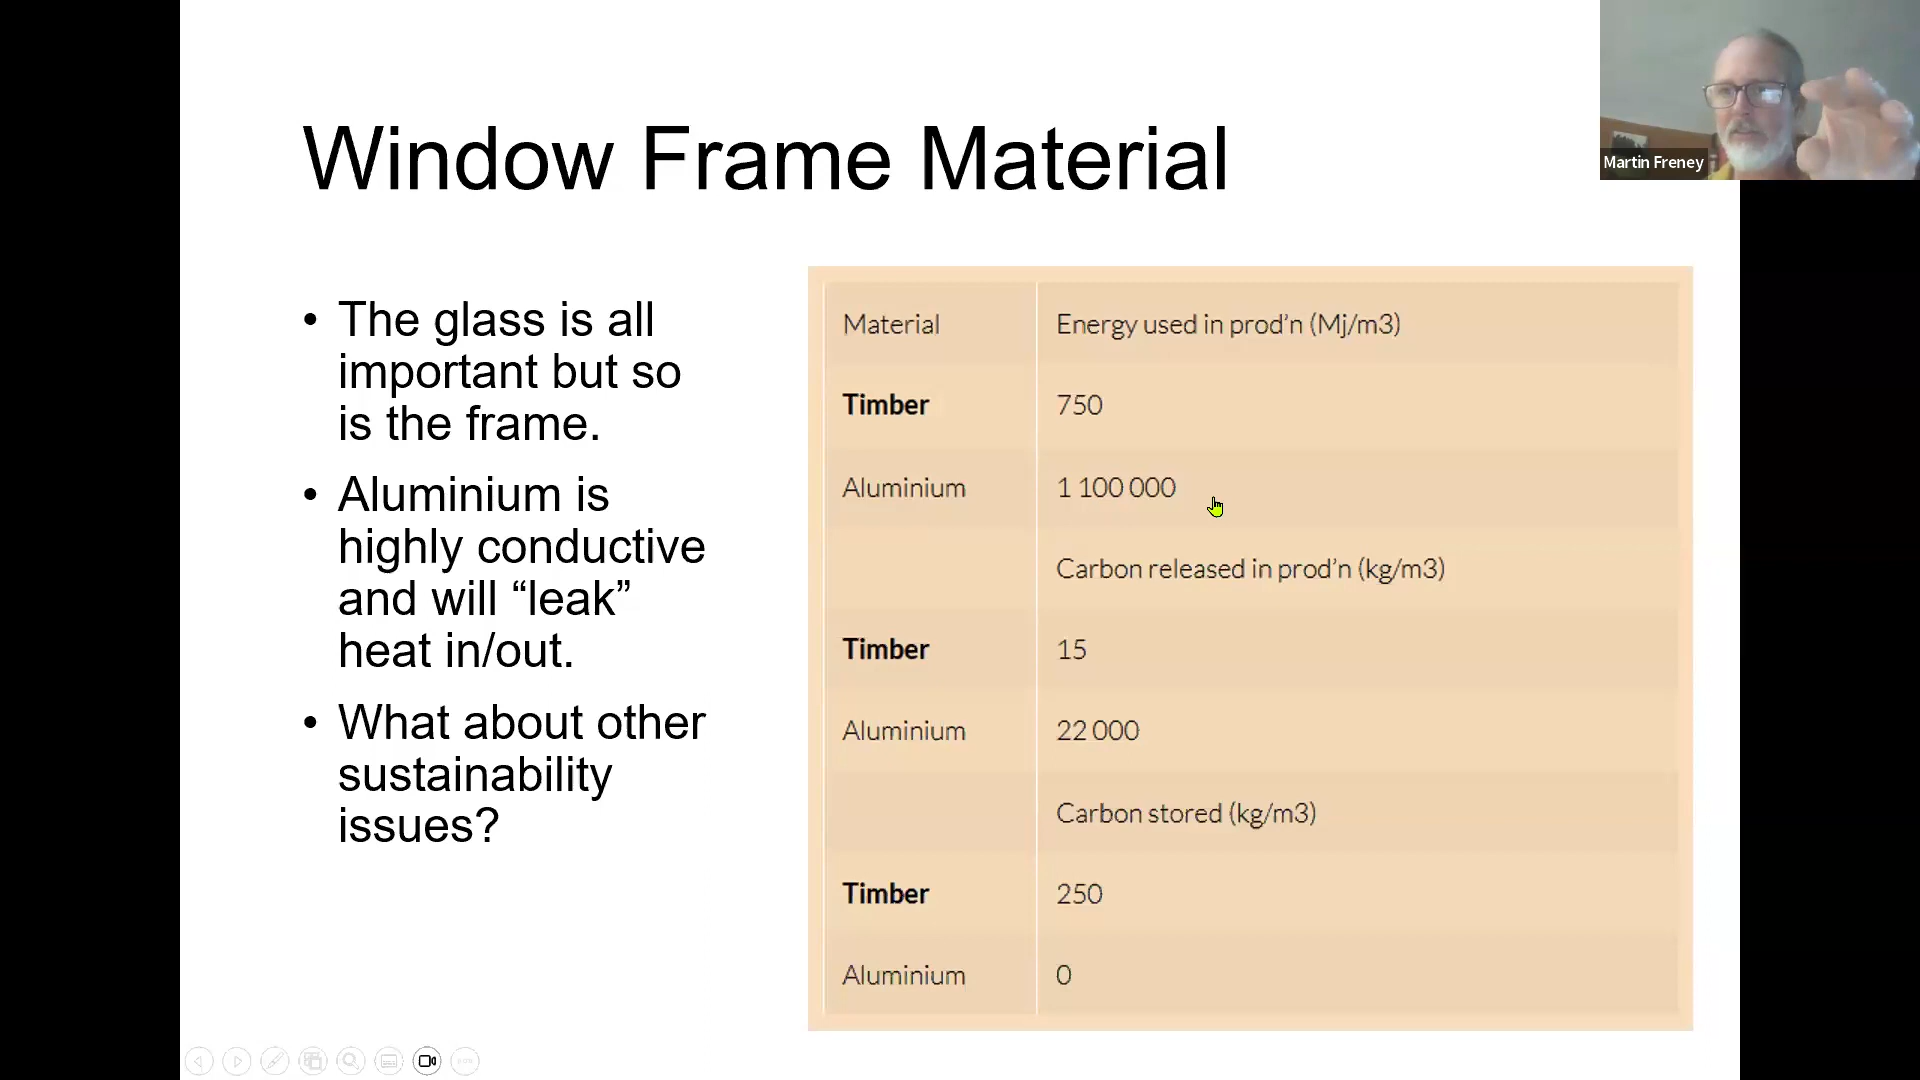 Window Frame Material
Martin Freney
• The glass is all
important but so
is the frame.
• Aluminium is
highly conductive
and will “leak”
heat in/out.
• What about other
sustainability
issues?
Material Energy used in prod’n (Mj/m3)
Timber 750
Aluminium 1 100 000
Carbon released in prod’n (kg/m3)
Timber 15
Aluminium 22 000
Carbon stored (kg/m3)
Timber 250
Aluminium 0